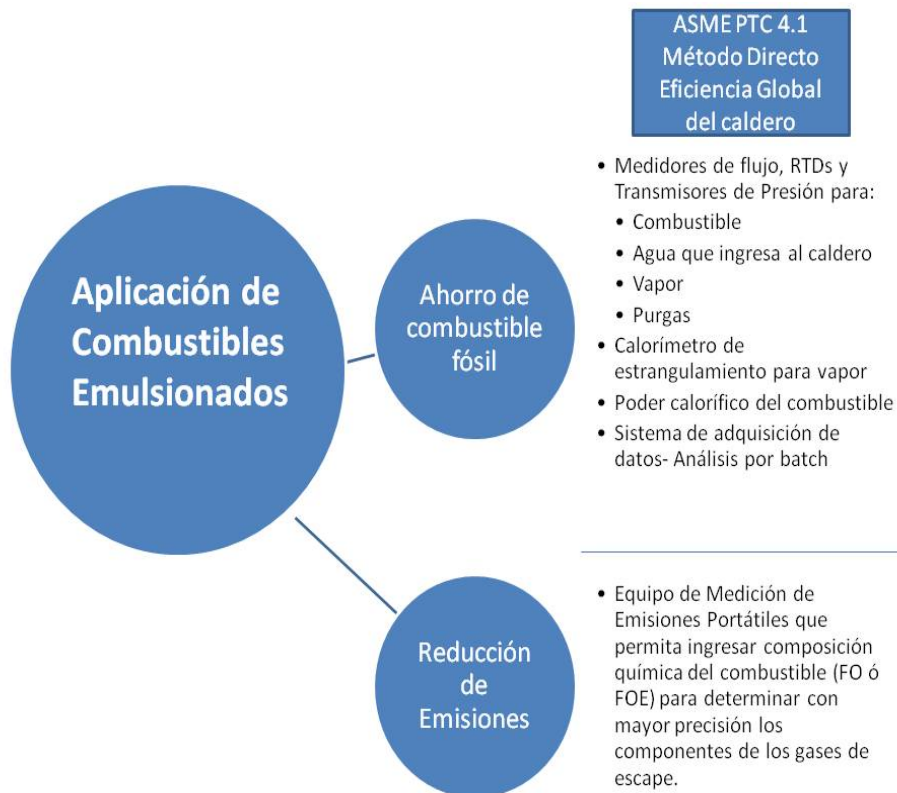 ASME PTC 4.1
Método Directo
Eficiencia Global
del caldero
Aplicación de
Combustibles
Emulsionados
Ahorro de
combustible
fósil
• Medidores de flujo, RTDs y
Transmisores de Presión para:
• Combustible
• Agua que ingresa al caldero
• Vapor
• Purgas
• Calorímetro de
estrangulamiento para vapor
• Poder calorífico del combustible
• Sistema de adquisición de
datos- Análisis por batch
Reducción
de
Emisiones
• Equipo de Medición de
Emisiones Portátiles que
permita ingresar composición
química del combustible (FO ó
FOE) para determinar con
mayor precisión los
componentes de los gases de
escape.